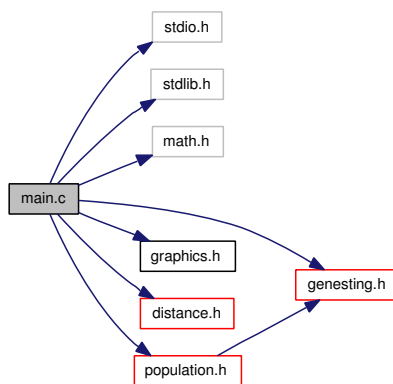 stdio.h
stdlib.h
math.h
main.c
graphics.h
genesting.h
distance.h
population.h